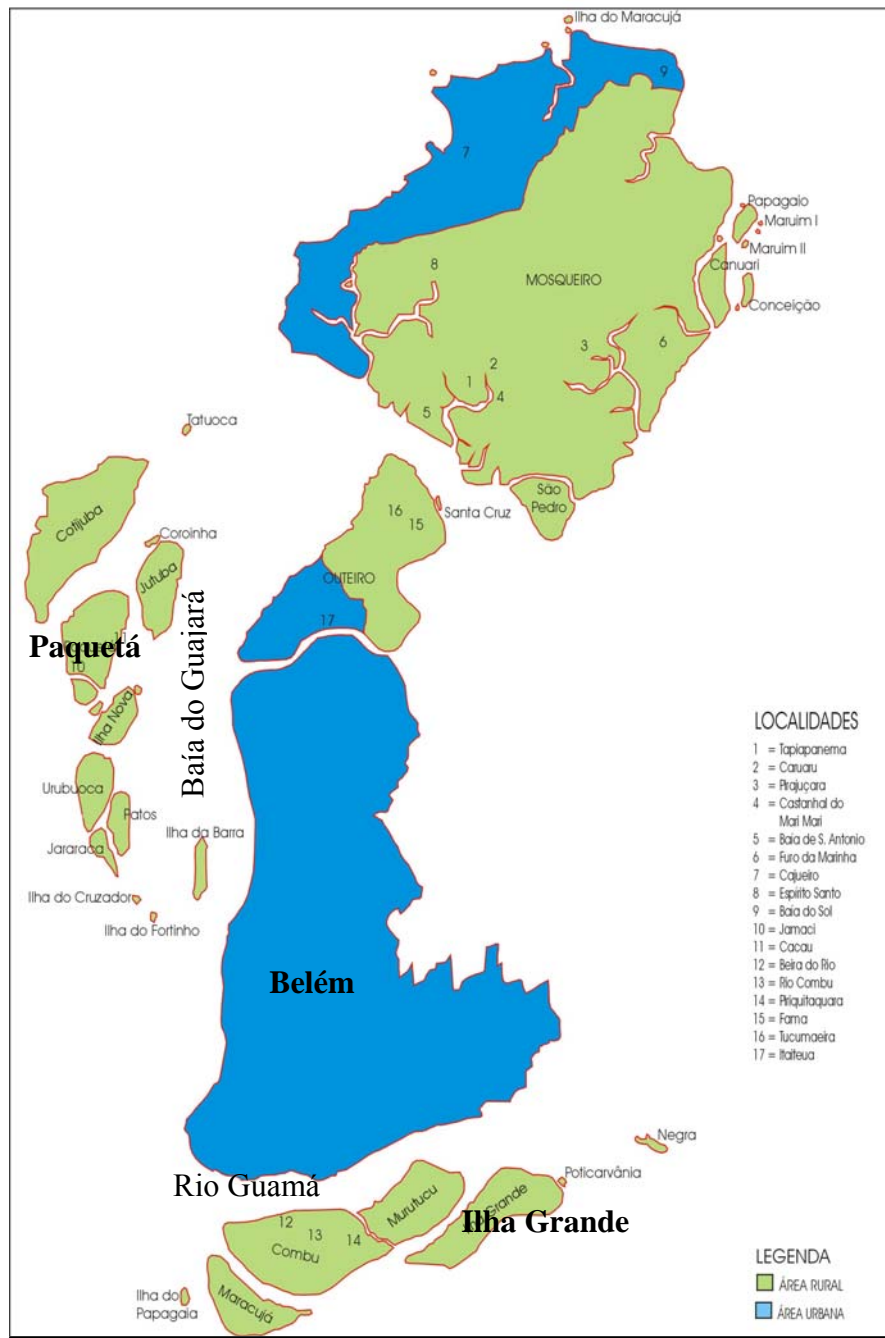 Ilha do Maracujá
9
7
Papagaio
Maruim I
Maruim II
Canuari
8
MOSQUEIRO
Conceição
3
6
2
1
4
5
Tatuoca
Santa Cruz
São
Pedro
16
15
Cotijuba
Coroinha
Jutuba
OUTEIRO
17
Paquetá
10
Baía do Guajará
Ilha Nova
Urubuoca
Patos
Jararaca
Ilha da Barra
Ilha do Cruzador
Ilha do Fortinho
Belém
LOCALIDADES
1 = Tapiapanema
2 = Caruaru
3 = Pirajuçara
4 = Castanhal do
Mari Mari
5 = Baia de S. Antonio
6 = Furo da Marinha
7 = Cajueiro
8 = Espirito Santo
9 = Baia do Sol
10 = Jamaci
11 = Cacau
12 = Beira do Rio
13 = Rio Combu
14 = Piriquitaquara
15 = Fama
16 = Tucumaeira
17 = Itaiteua
Negra
Poticarvânia
Rio Guamá
Murutucu
Grande
Ilha Grande
12
13
14
Combu
Maracujá
Ilha do
Papagaia
LEGENDA
ÁREA RURAL
ÁREA URBANA